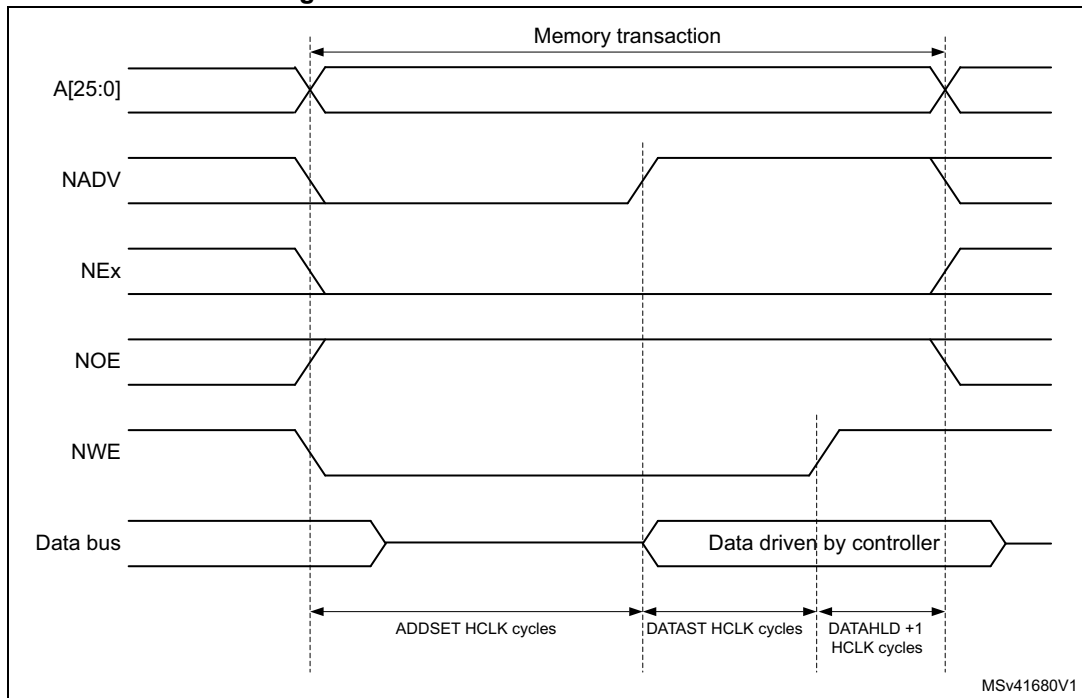 Memory transaction
A[25:0]
NADV
NEx
NOE
NWE
Data bus
Data driven by controller
ADDSET HCLK cycles
DATAST HCLK cycles
DATAHLD +1
HCLK cycles
MSv41680V1